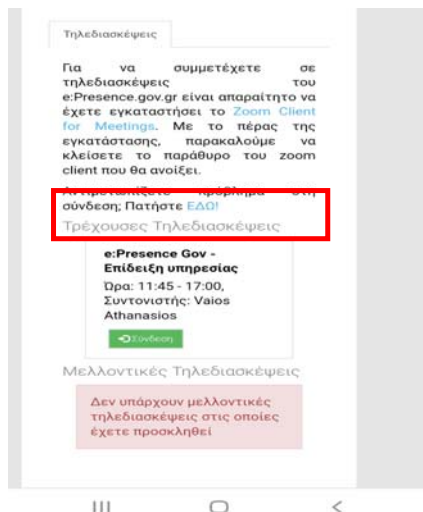 Τηλεδιασκέψεις
Για να συμμετέχετε σε
τηλεδιασκέψεις του
e:Presence.gov.gr είναι απαραίτητο να
έχετε εγκαταστήσει το Zoom Client
for Meetings. Με το πέρας της
εγκατάστασης, παρακαλούμε να
κλείσετε το παράθυρο του zoom
client που θα ανοίξει.
Αντιμετωπίζετε πρόβλημα στη
σύνδεση; Πατήστε ΕΔΩ!
Τρέχουσες Τηλεδιασκέψεις
e:Presence Gov -
Επίδειξη υπηρεσίας
Ώρα: 11:45 - 17:00,
Συντονιστής: Vaios
Athanasios
Σύνδεση
Μελλοντικές Τηλεδιασκέψεις
Δεν υπάρχουν μελλοντικές
τηλεδιασκέψεις στις οποίες
έχετε προσκληθεί